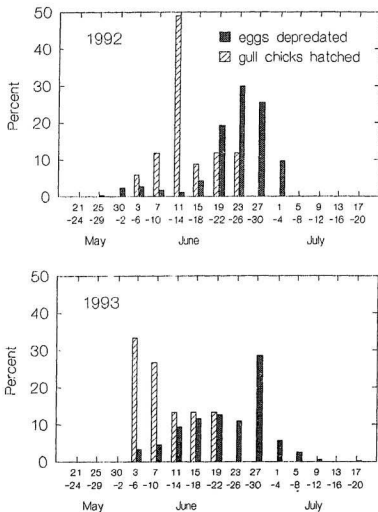 50
1992
eggs depredated
gull chicks hatched
40
30
20
10
0
Percent
21 25 30 3 7 11 15 19 23 27 1 5 9 13 17
-24 -29 -2 -6 -10 -14 -18 -22 -26 -30 -4 -8 -12 -16 -20
May June July
50
1993
40
30
20
10
0
Percent
21 25 30 3 7 11 15 19 23 27 1 5 9 13 17
-24 -29 -2 -6 -10 -14 -18 -22 -26 -30 -4 -8 -12 -16 -20
May June July